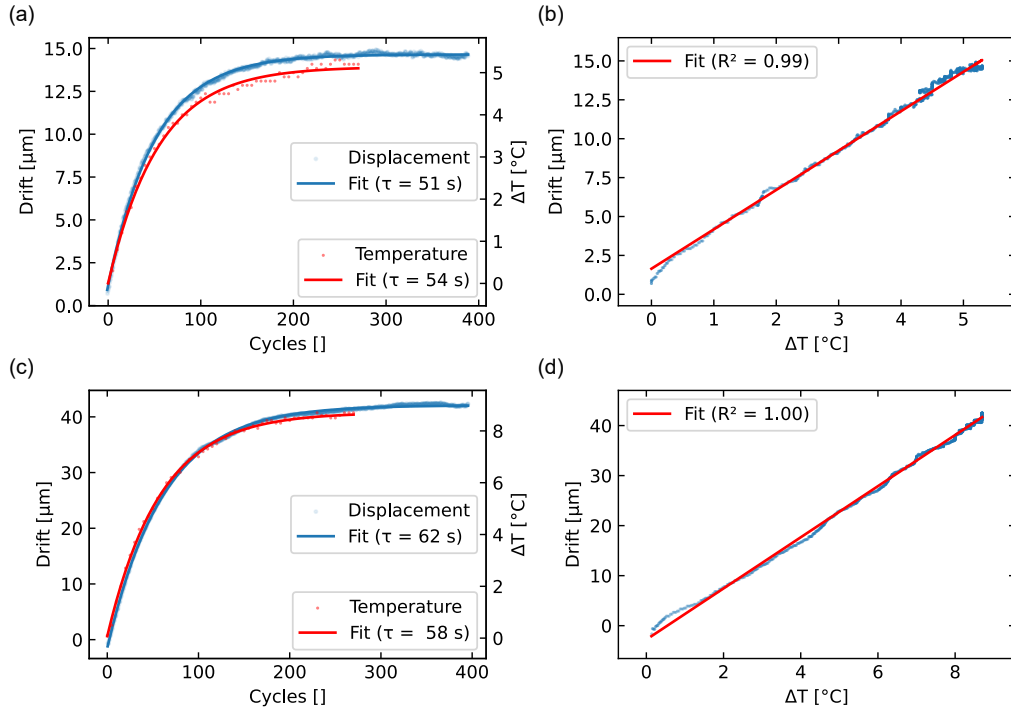 (a)
15.0
12.5
10.0
7.5
5.0
2.5
0.0
Drift [µm]
0
100
200
300
400
Cycles []
5
4
3
2
1
0
ΔT [°C]
Displacement
Fit (τ = 51 s)
Temperature
Fit (τ = 54 s)
(b)
15.0
12.5
10.0
7.5
5.0
2.5
0.0
Drift [µm]
0
1
2
3
4
5
ΔT [°C]
Fit (R² = 0.99)
(c)
40
30
20
10
0
Drift [µm]
0
100
200
300
400
Cycles []
8
6
4
2
0
ΔT [°C]
Displacement
Fit (τ = 62 s)
Temperature
Fit (τ =  58 s)
(d)
40
30
20
10
0
Drift [µm]
0
2
4
6
8
ΔT [°C]
Fit (R² = 1.00)